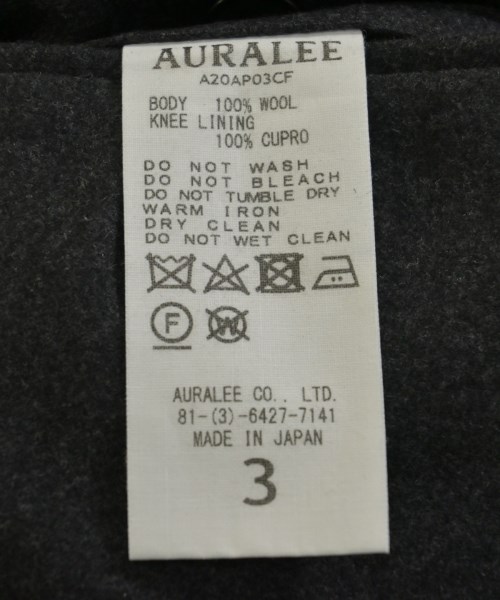 AURALEE
A20AP03CF
BODY 100% WOOL
KNEE LINING
100% CUPRO
DO NOT WASH
DO NOT BLEACH
DO NOT TUMBLE DRY
WARM IRON
DRY CLEAN
DO NOT WET CLEAN
F W
AURALEE CO., LTD.
81-(3)-6427-7141
MADE IN JAPAN
3